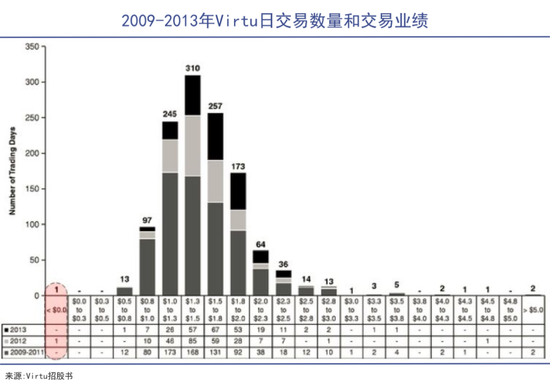 2009-2013年Virtu日交易数量和交易业绩
350
300
250
200
150
100
50
0
Number of Trading Days
1 - - 13 97 245 310 257 173 64 36 14 13 1 3 5 - 2 1 1 - 2
< $0.0 $0.0 $0.3 $0.5 $0.8 $1.0 $1.3 $1.5 $1.8 $2.0 $2.3 $2.5 $2.8 $3.0 $3.3 $3.5 $3.8 $4.0 $4.3 $4.5 $4.8 > $5.0
to to to to to to to to to to to to to to to to to to to to
$0.3 $0.5 $0.8 $1.0 $1.3 $1.5 $1.8 $2.0 $2.3 $2.5 $2.8 $3.0 $3.3 $3.5 $3.8 $4.0 $4.3 $4.5 $4.8 $5.0
2013 - - - 1 7 26 57 67 53 19 11 2 2 - 1 1 - - - - - -
2012 1 - - - 10 46 85 59 28 7 7 - 1 - - - - - - 1 - -
2009-2011 - - - 12 80 173 168 131 92 38 18 12 10 1 2 4 - 2 1 - - 2
来源:Virtu招股书